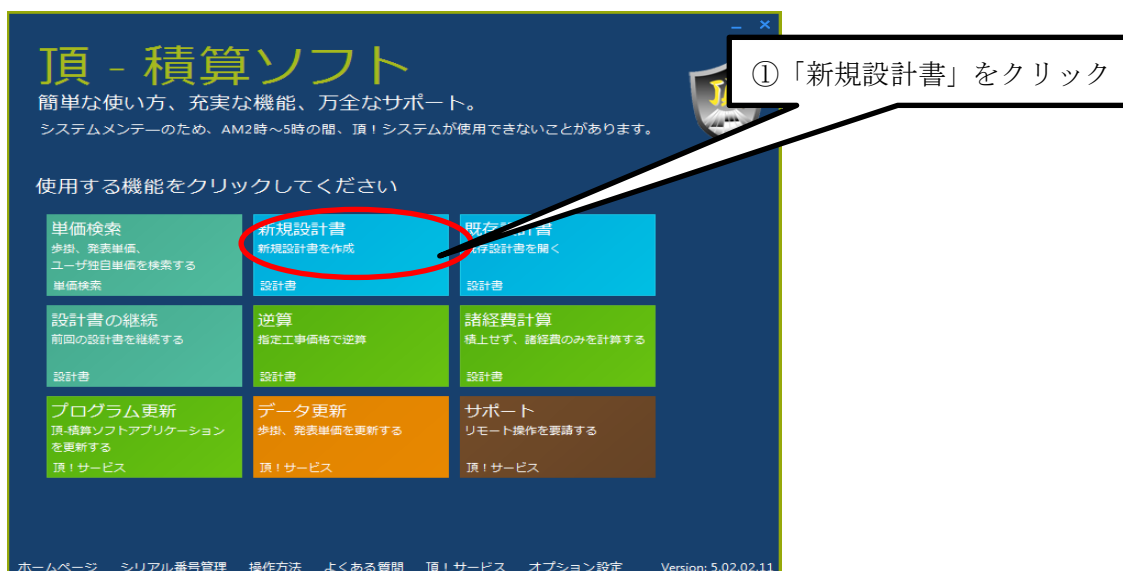 頂 - 積算ソフト
①「新規設計書」をクリック
簡単な使い方、充実な機能、万全なサポート。
システムメンテーのため、AM2時～5時の間、頂！システムが使用できないことがあります。
使用する機能をクリックしてください
単価検索
歩掛、発表単価、
ユーザ独自単価を検索する
単価検索
新規設計書
新規設計書を作成
設計書
既存設計書
既存設計書を開く
設計書
設計書の継続
前回の設計書を継続する
設計書
逆算
指定工事価格で逆算
設計書
諸経費計算
積上せず、諸経費のみを計算する
設計書
プログラム更新
頂-積算ソフトアプリケーション
を更新する
頂！サービス
データ更新
歩掛、発表単価を更新する
頂！サービス
サポート
リモート操作を要請する
頂！サービス
ホームページ シリアル番号管理 操作方法 よくある質問 頂！サービス オプション設定 Version: 5.02.02.11